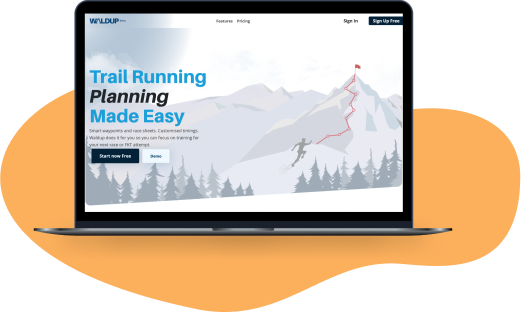 WALDUP Beta
Features Pricing
Sign In
Sign Up Free
Trail Running
Planning
Made Easy
Smart waypoints and race sheets. Customised timings.
Waldup does it for you so you can focus on training for
your next race or FKT attempt.
Start now Free
Demo